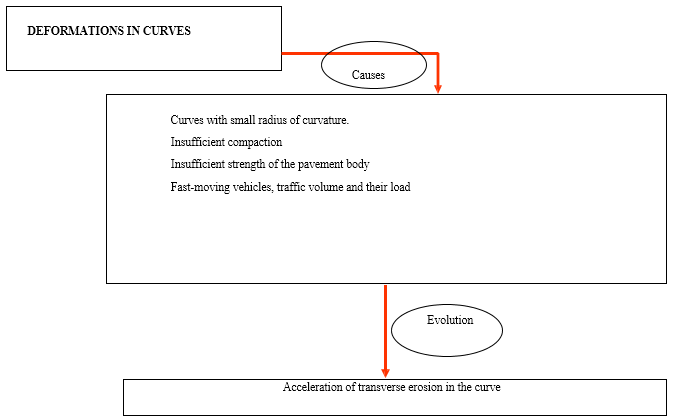 DEFORMATIONS IN CURVES
Causes
Curves with small radius of curvature.
Insufficient compaction
Insufficient strength of the pavement body
Fast-moving vehicles, traffic volume and their load
Evolution
Acceleration of transverse erosion in the curve